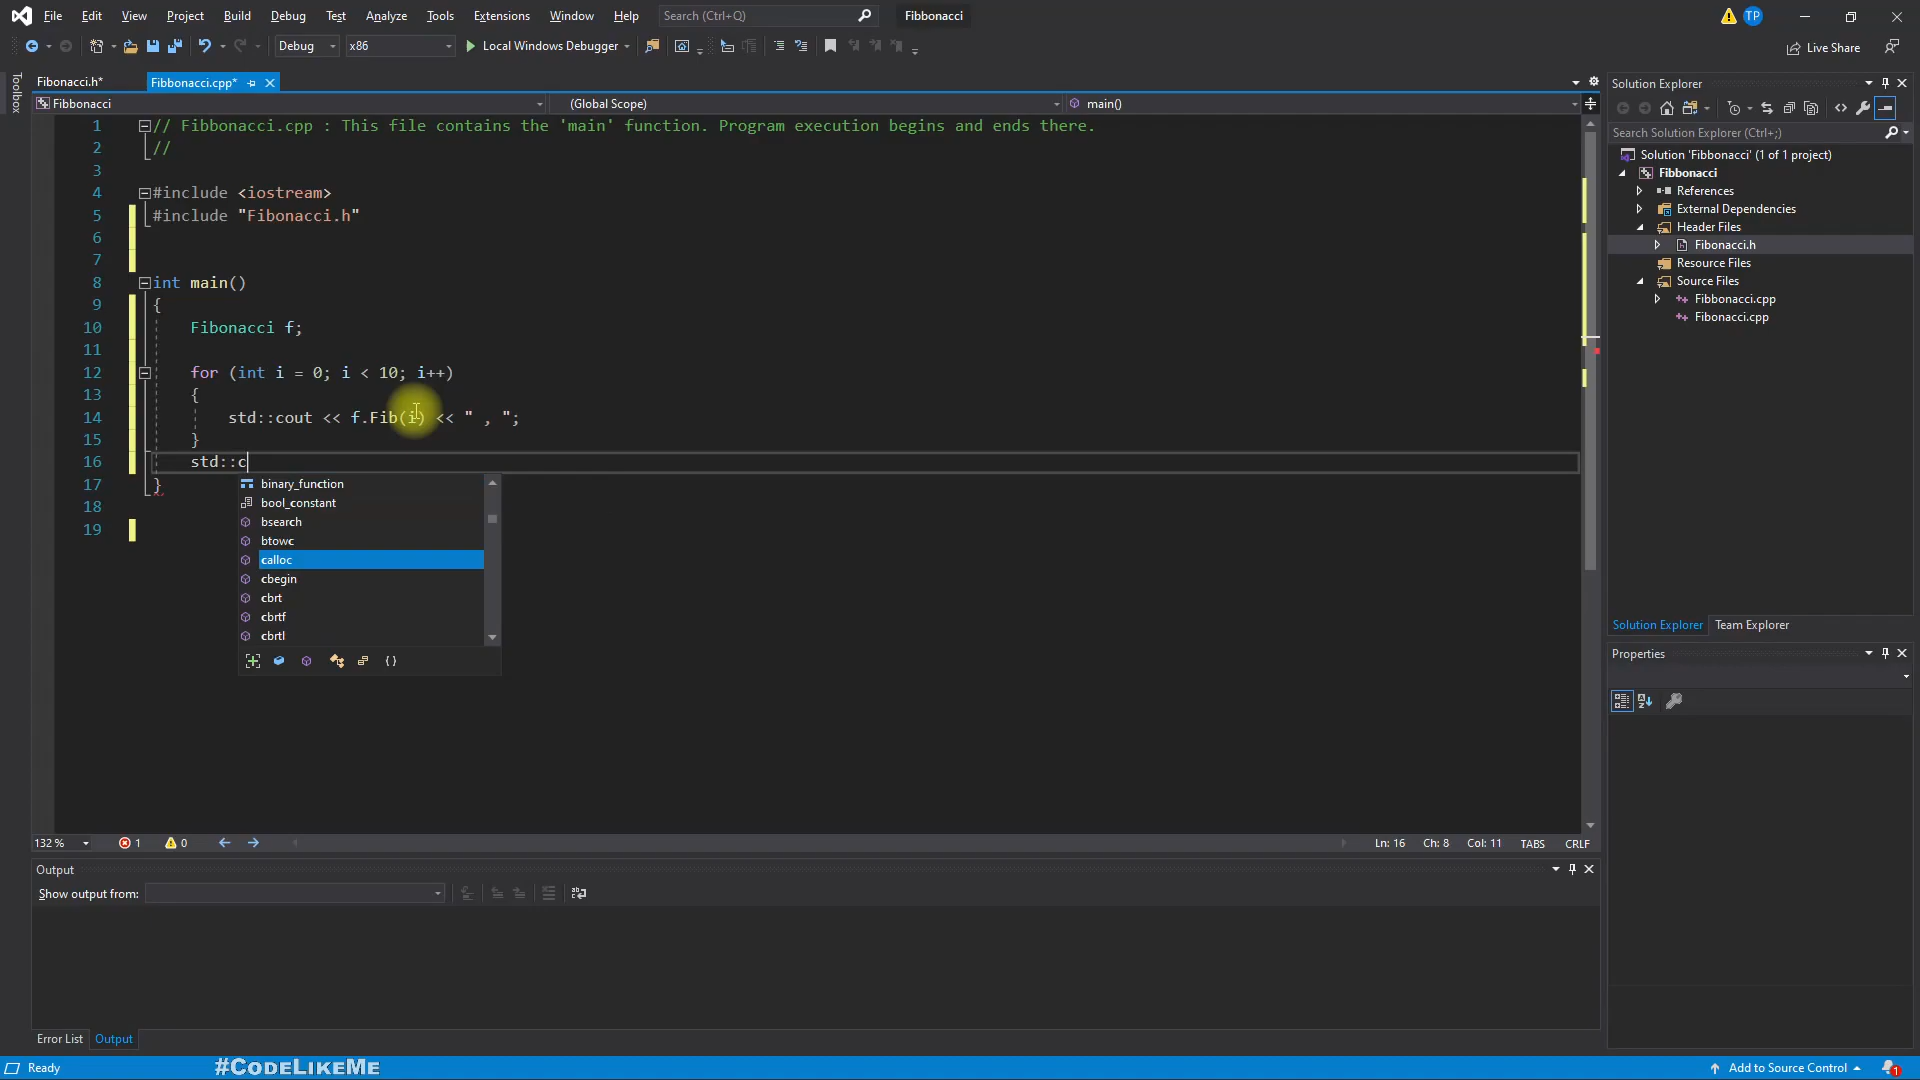 File Edit View Project Build Debug Test Analyze Tools Extensions Window Help Search (Ctrl+Q) Fibbonacci TP
Debug x86 Local Windows Debugger Live Share
Toolbox
Fibonacci.h* Fibbonacci.cpp*
Fibbonacci (Global Scope) main()
1 // Fibbonacci.cpp : This file contains the 'main' function. Program execution begins and ends there.
2 //
3
4 #include <iostream>
5 #include "Fibonacci.h"
6
7
8 int main()
9 {
10 Fibonacci f;
11
12 for (int i = 0; i < 10; i++)
13 {
14 std::cout << f.Fib(i) << " , ";
15 }
16 std::c
17 }
18
19
binary_function
bool_constant
bsearch
btowc
calloc
cbegin
cbrt
cbrtf
cbrtl
132 % 1 0 Ln: 16 Ch: 8 Col: 11 TABS CRLF
Output
Show output from:
Error List Output
Solution Explorer
Search Solution Explorer (Ctrl+;)
Solution 'Fibbonacci' (1 of 1 project)
Fibbonacci
References
External Dependencies
Header Files
Fibonacci.h
Resource Files
Source Files
Fibbonacci.cpp
Fibonacci.cpp
Solution Explorer Team Explorer
Properties
Ready #CodeLikeMe Add to Source Control 1